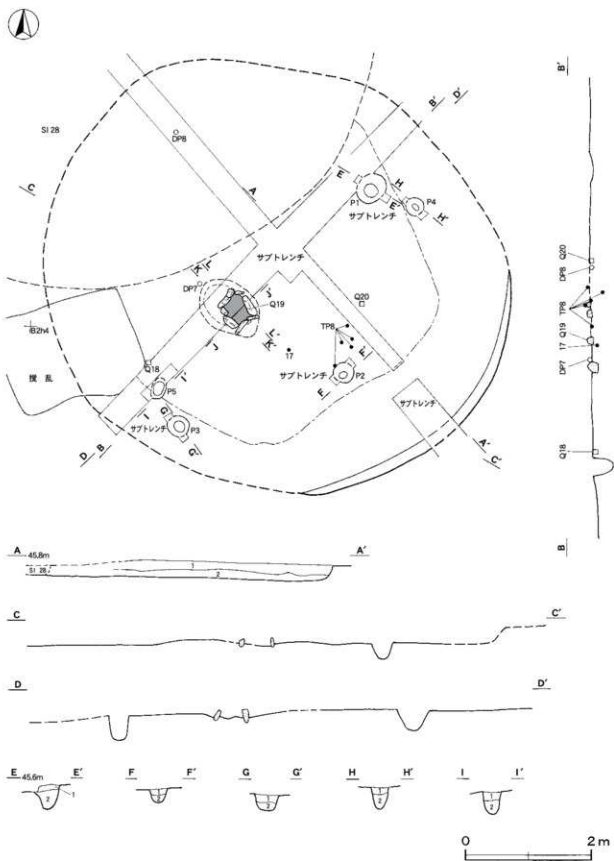 B'
D'
B'
SI 28
DP8
C
A
E
H
P1
E'
P4
H'
サブトレンチ
サブトレンチ
L
K
DP7
J
Q19
Q20
TP8
L'
K'
17
F'
IB2h4
J'
サブトレンチ
P2
F
Q18
サブトレンチ
撹 乱
P5
I'
I
G
サブトレンチ
P3
G'
D
B
A'
C'
Q20
DP8
TP8
Q19
17
DP7
Q18
B
A 45.8m A'
SI 28
1
2
C C'
D D'
E 45.6m E' F F' G G' H H' I I'
1
2
1
2
1
2
1
2
1
2
0 2 m